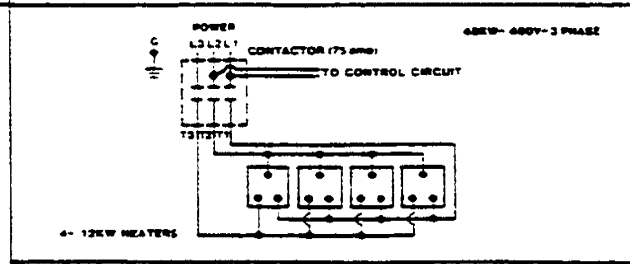 POWER
48KW- 480V-3 PHASE
G
L3 L2 L1
CONTACTOR (75 amp)
TO CONTROL CIRCUIT
T3 T2 T1
4- 12KW HEATERS